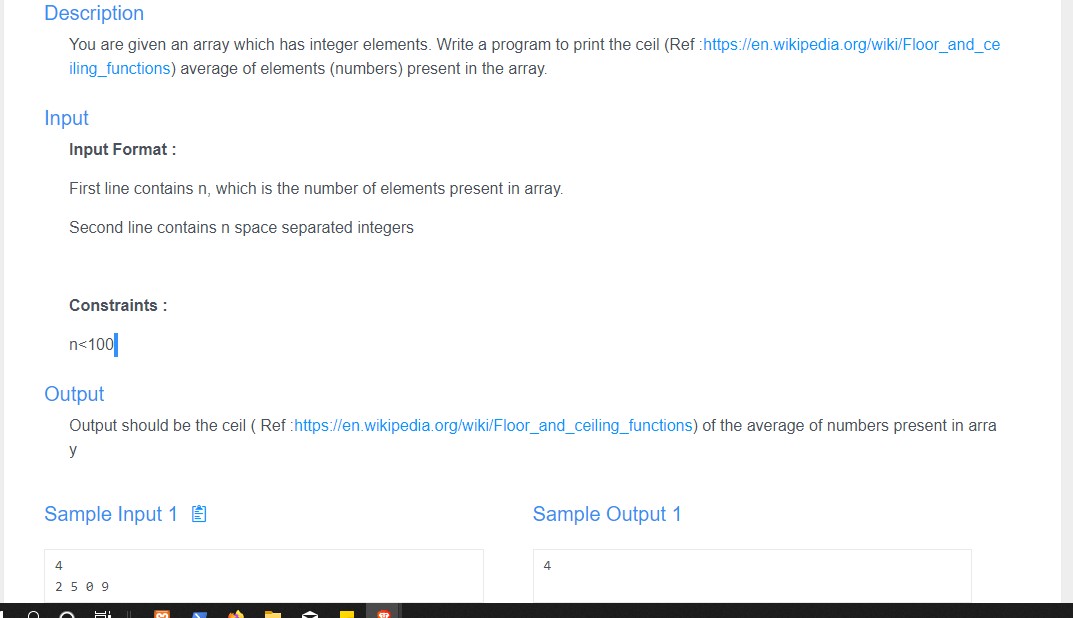 Description
You are given an array which has integer elements. Write a program to print the ceil (Ref :https://en.wikipedia.org/wiki/Floor_and_ce
iling_functions) average of elements (numbers) present in the array.
Input
Input Format :
First line contains n, which is the number of elements present in array.
Second line contains n space separated integers
Constraints :
n<100
Output
Output should be the ceil ( Ref :https://en.wikipedia.org/wiki/Floor_and_ceiling_functions) of the average of numbers present in arra
y
Sample Input 1
4
2 5 0 9
Sample Output 1
4